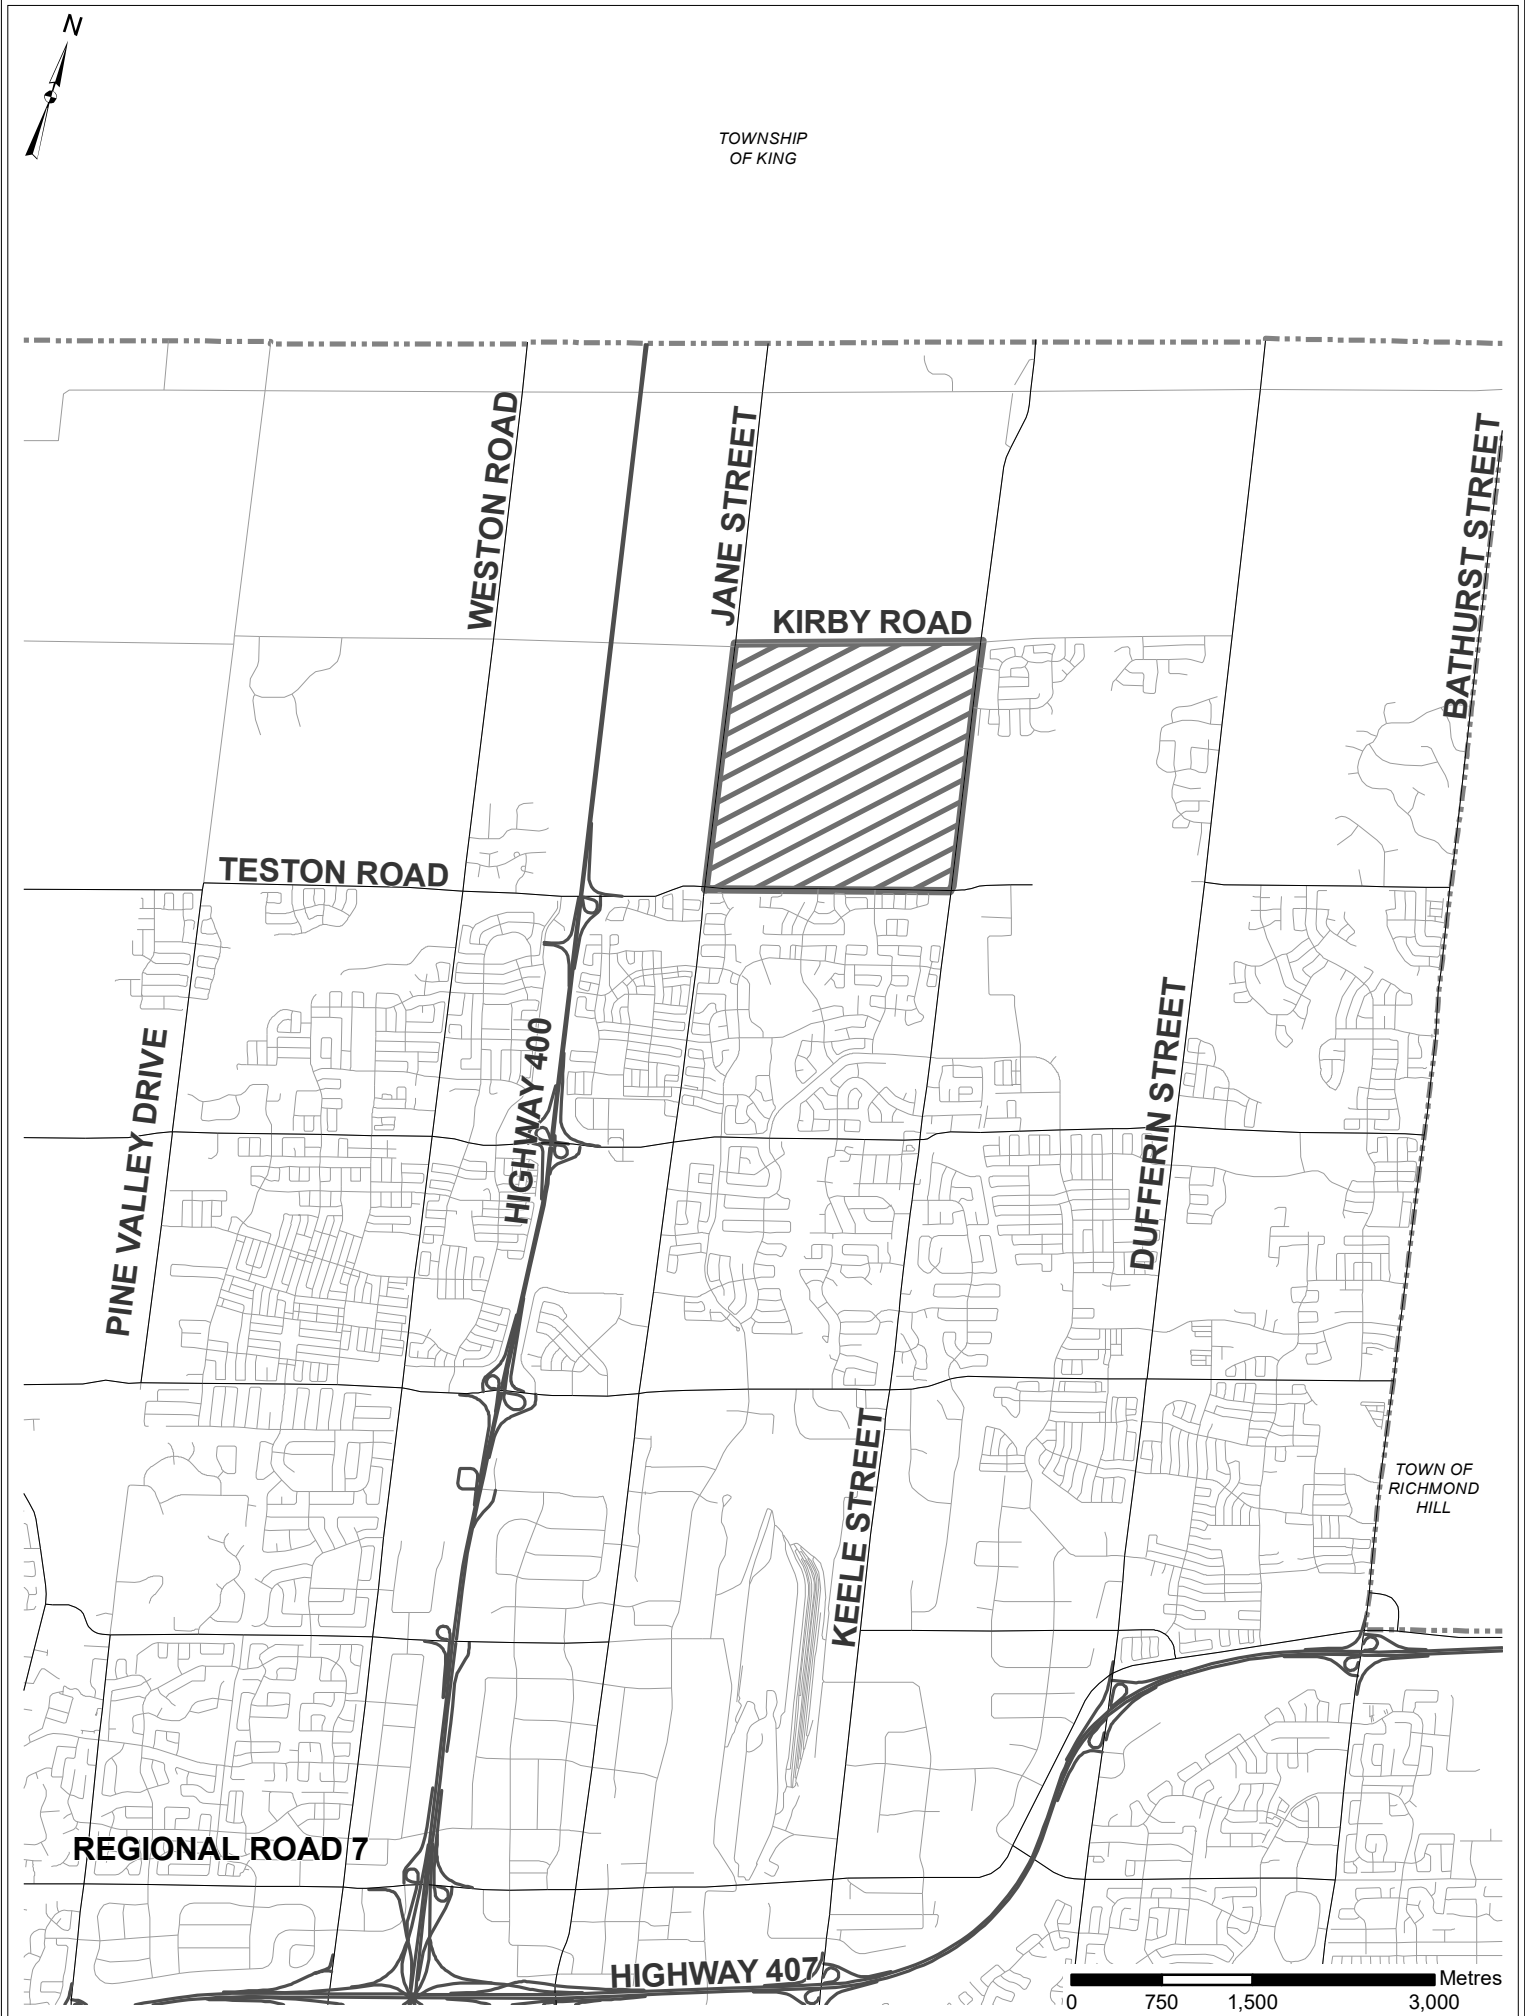 N
TOWNSHIP
OF KING
WESTON ROAD
JANE STREET
BATHURST STREET
KIRBY ROAD
TESTON ROAD
PINE VALLEY DRIVE
HIGHWAY 400
DUFFERIN STREET
KEELE STREET
TOWN OF
RICHMOND
HILL
REGIONAL ROAD 7
HIGHWAY 407
Metres
0 750 1,500 3,000